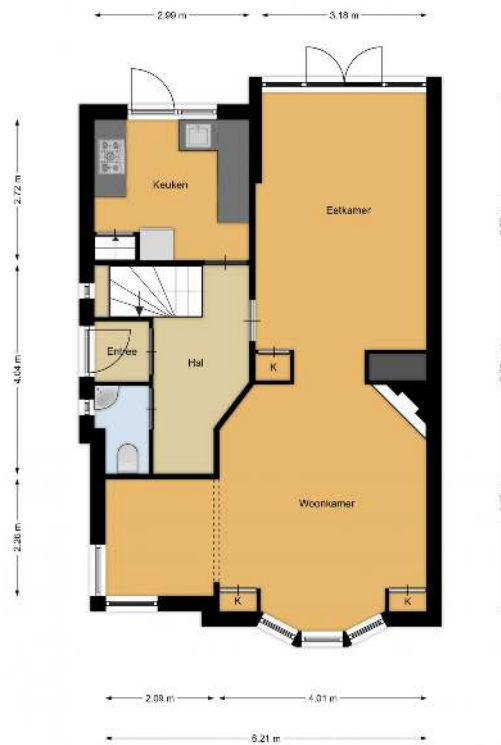 2.99 m
3.18 m
2.72 m
Keuken
Eetkamer
4.04 m
Entree
Hal
K
2.26 m
Woonkamer
K
K
2.09 m
4.01 m
6.21 m